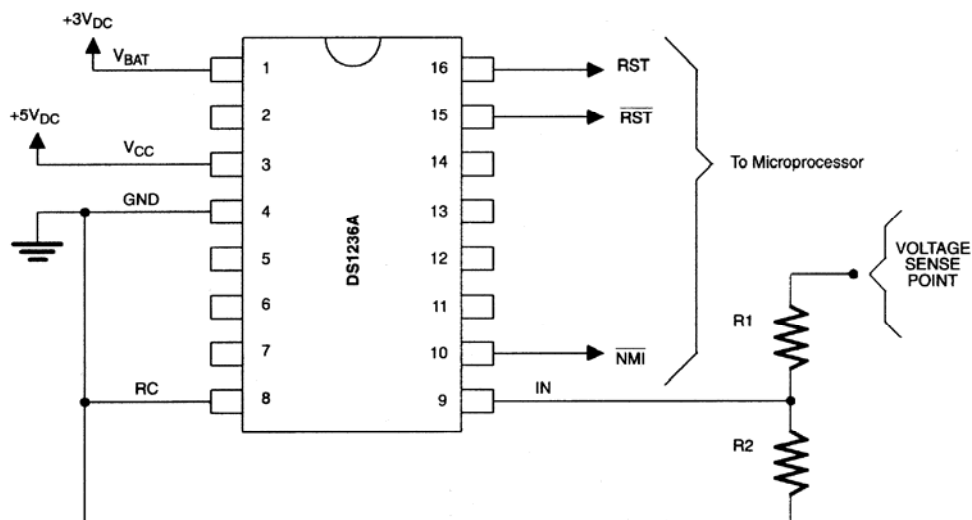 +3VDC
VBAT
+5VDC
VCC
GND
RC
1
2
3
4
5
6
7
8
DS1236A
16
15
14
13
12
11
10
9
RST
RST
NMI
IN
To Microprocessor
VOLTAGE
SENSE
POINT
R1
R2